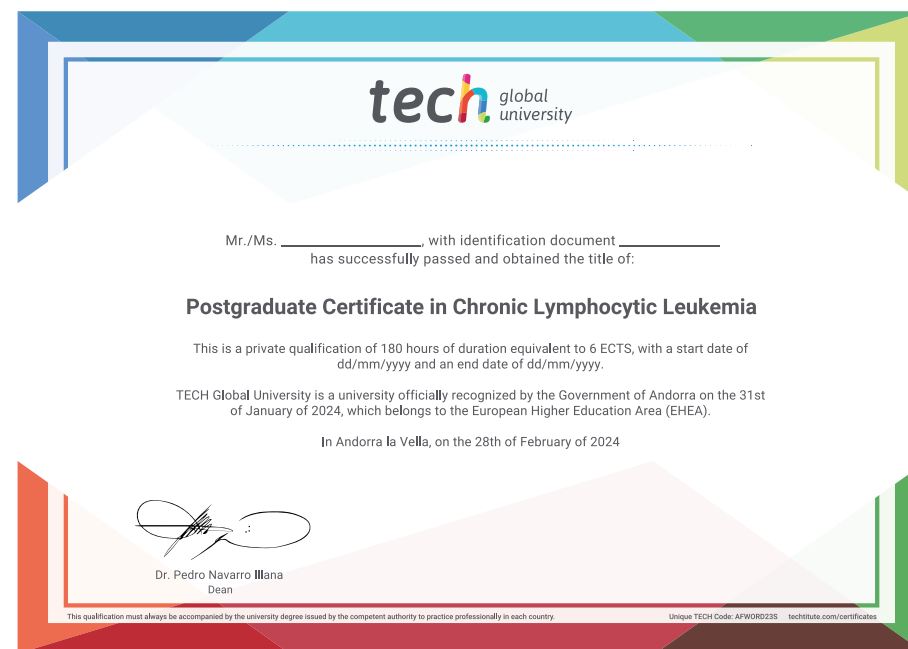 tech global university
Mr./Ms. ____________, with identification document ____________
has successfully passed and obtained the title of:
Postgraduate Certificate in Chronic Lymphocytic Leukemia
This is a private qualification of 180 hours of duration equivalent to 6 ECTS, with a start date of
dd/mm/yyyy and an end date of dd/mm/yyyy.
TECH Global University is a university officially recognized by the Government of Andorra on the 31st
of January of 2024, which belongs to the European Higher Education Area (EHEA).
In Andorra la Vella, on the 28th of February of 2024
Dr. Pedro Navarro Illana
Dean
This qualification must always be accompanied by the university degree issued by the competent authority to practice professionally in each country.
Unique TECH Code: AFWORD23S techtitute.com/certificates